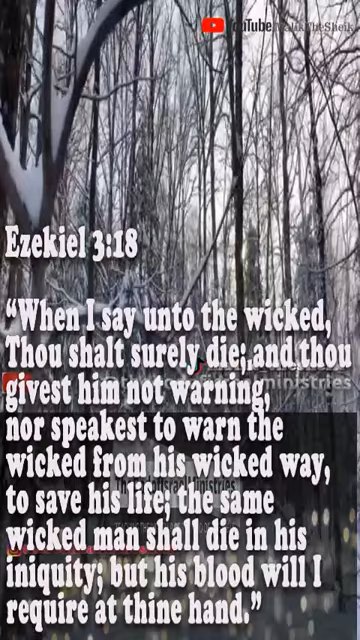 YouTube
Ezekiel 3:18
“When I say unto the wicked,
Thou shalt surely die; and thou
ministries
givest him not warning,
nor speakest to warn the
wicked from his wicked way,
to save his life; the same
wicked man shall die in his
iniquity; but his blood will I
require at thine hand.”